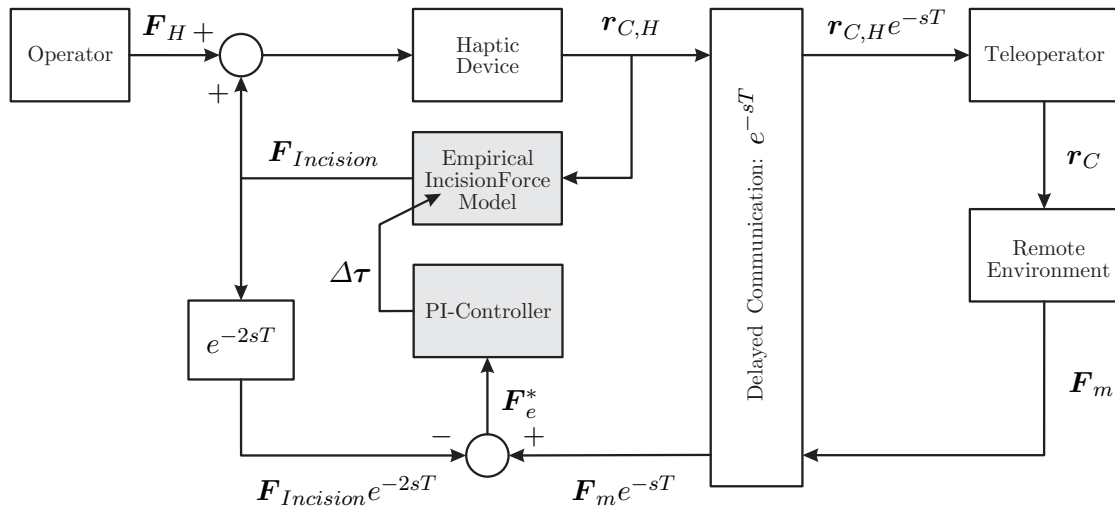 Operator
F_H
+
+
Haptic
Device
r_{C,H}
r_{C,H}e^{-sT}
Teleoperator
F_{Incision}
Empirical
IncisionForce
Model
Delayed Communication: e^{-sT}
r_C
Remote
Environment
Δτ
PI-Controller
e^{-2sT}
F_e^*
F_m
−
+
F_{Incision}e^{-2sT}
F_m e^{-sT}